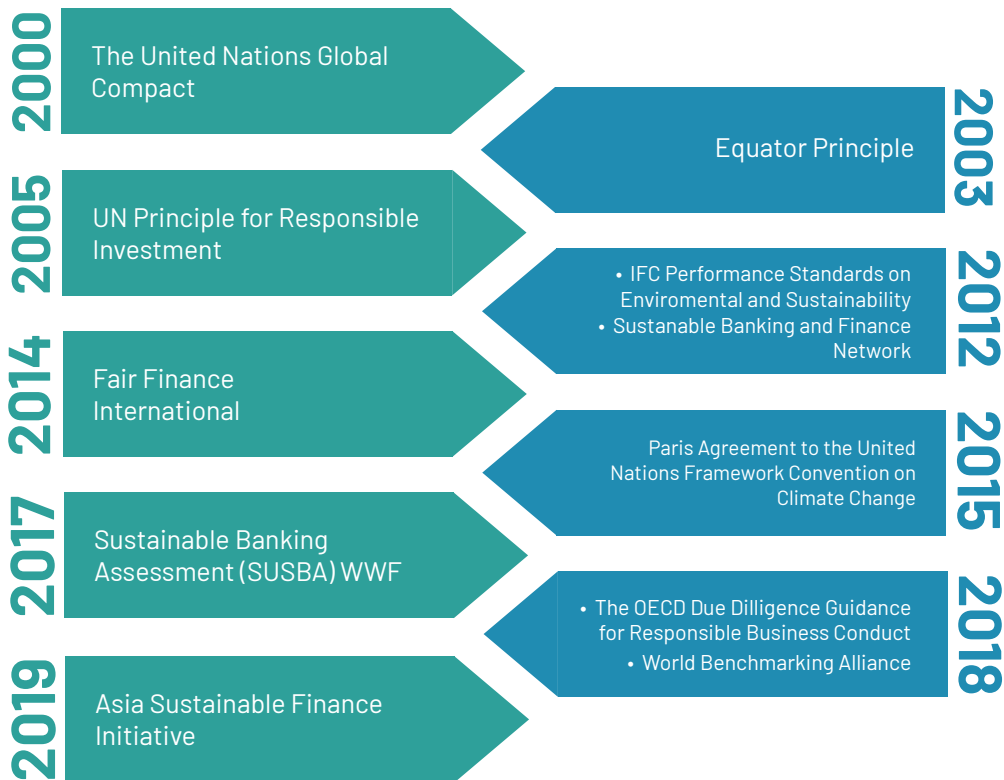 2000
The United Nations Global
Compact
2003
Equator Principle
2005
UN Principle for Responsible
Investment
2012
• IFC Performance Standards on
Enviromental and Sustainability
• Sustanable Banking and Finance
Network
2014
Fair Finance
International
2015
Paris Agreement to the United
Nations Framework Convention on
Climate Change
2017
Sustainable Banking
Assessment (SUSBA) WWF
2018
• The OECD Due Dilligence Guidance
for Responsible Business Conduct
• World Benchmarking Alliance
2019
Asia Sustainable Finance
Initiative